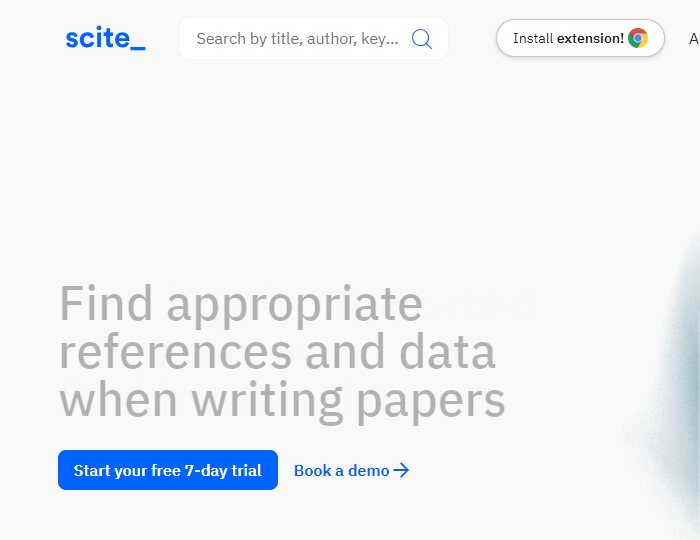 scite_
Search by title, author, key...
Install extension!
A
Find appropriate
references and data
when writing papers
Start your free 7-day trial
Book a demo